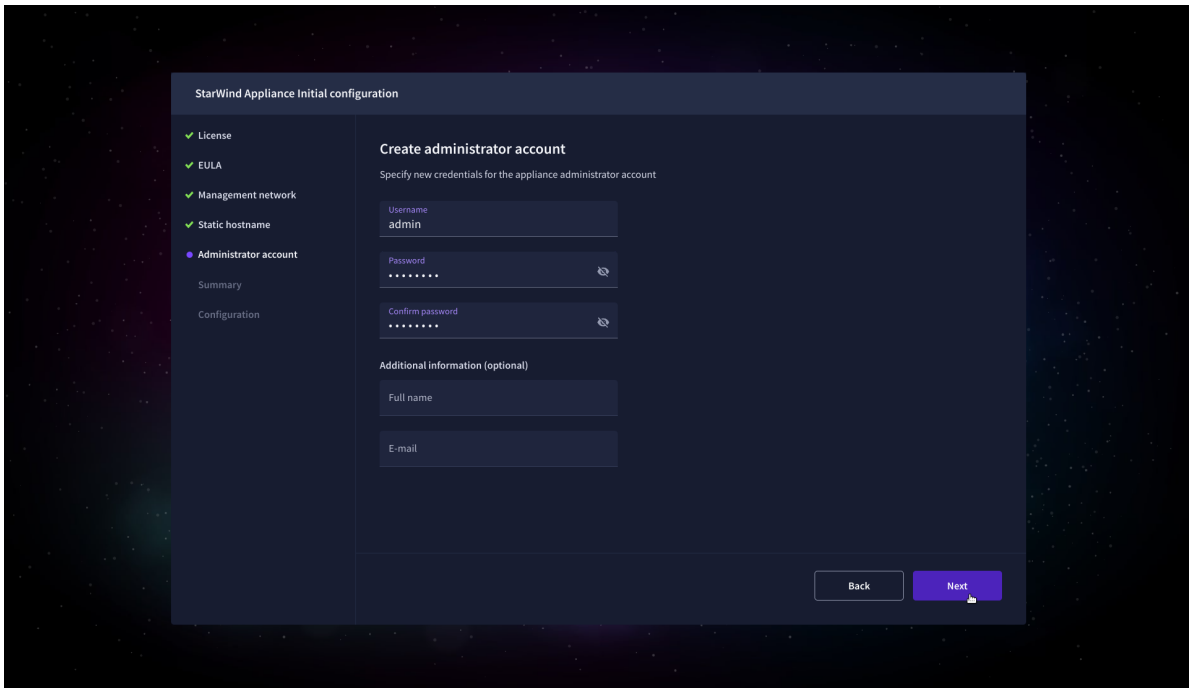 StarWind Appliance Initial configuration
License
EULA
Management network
Static hostname
Administrator account
Summary
Configuration
Create administrator account
Specify new credentials for the appliance administrator account
Username
admin
Password
••••••••
Confirm password
••••••••
Additional information (optional)
Full name
E-mail
Back
Next